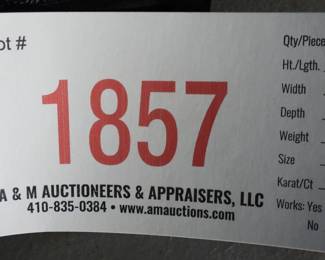 ot #
1857
A & M AUCTIONEERS & APPRAISERS, LLC
410-835-0384 • www.amauctions.com
Qty/Piece
Ht./Lgth.
Width
Depth
Weight
Size
Karat/Ct
Works: Yes
No